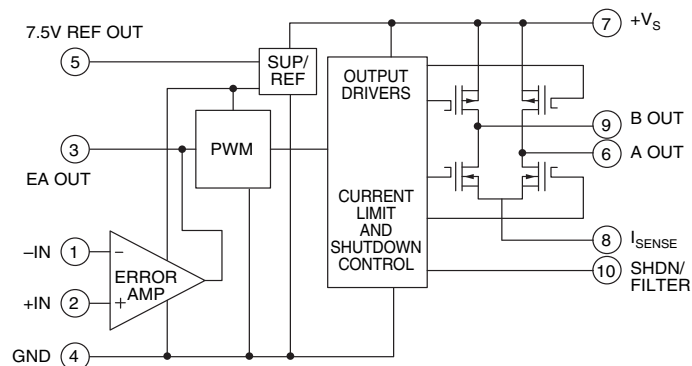 7.5V REF OUT
5
SUP/
REF
7
+VS
OUTPUT
DRIVERS
9
B OUT
3
EA OUT
PWM
6
A OUT
CURRENT
LIMIT
AND
SHUTDOWN
CONTROL
8
ISENSE
–IN
1
–
ERROR
AMP
+IN
2
+
10
SHDN/
FILTER
GND
4